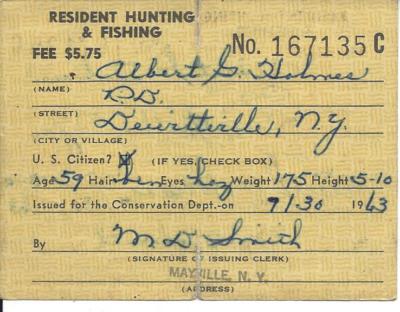 RESIDENT HUNTING
& FISHING
FEE $5.75 No. 167135 C
Albert G. Holmes
(NAME) R.D.
(STREET) Dewittville, N.Y.
(CITY OR VILLAGE)
U. S. Citizen? (IF YES, CHECK BOX)
Age 59 Hair Eyes haz Weight 175 Height 5-10
Issued for the Conservation Dept.-on 9/30 1963
By M D Smith
(SIGNATURE OF ISSUING CLERK)
MAYVILLE, N. Y.
(ADDRESS)